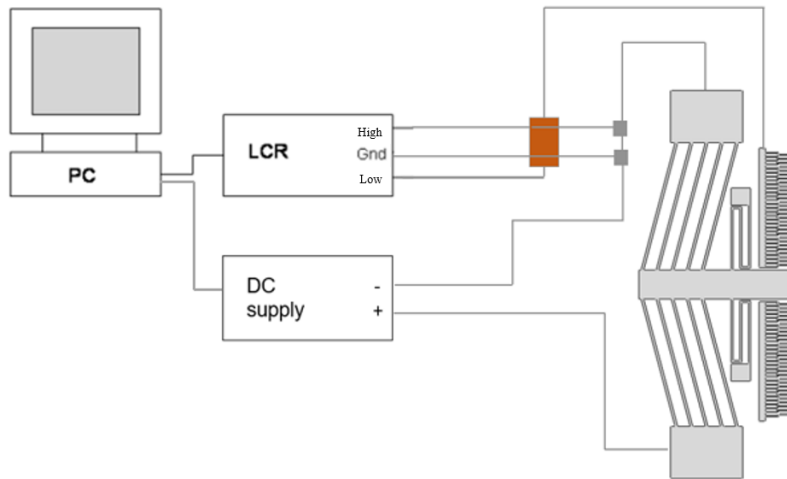 PC
LCR
High
Gnd
Low
DC
supply
-
+